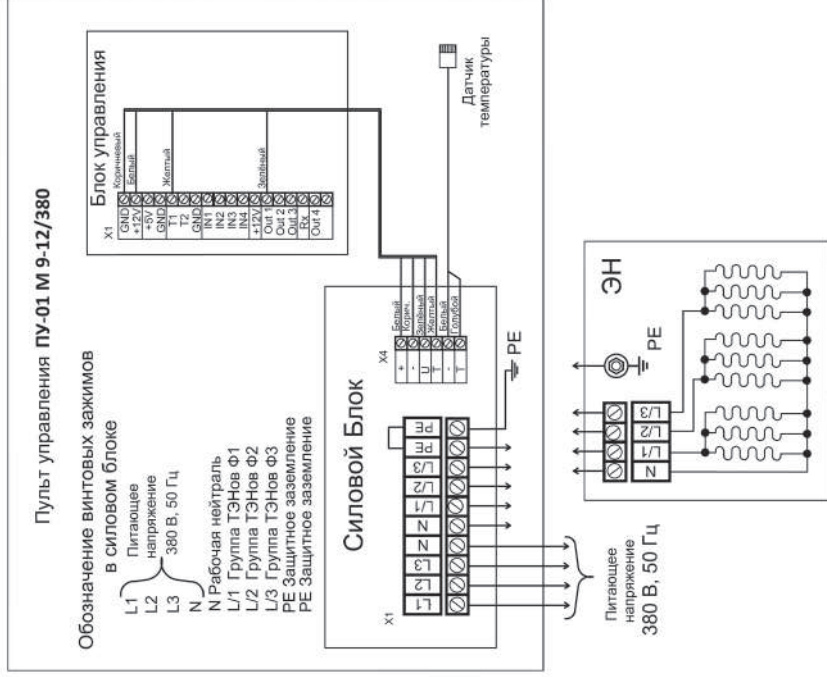 Пульт управления ПУ-01 М 9-12/380
Обозначение винтовых зажимов
в силовом блоке
L1
L2
L3
N
Питающее
напряжение
380 В, 50 Гц
N Рабочая нейтраль
L/1 Группа ТЭНов Ф1
L/2 Группа ТЭНов Ф2
L/3 Группа ТЭНов Ф3
PE Защитное заземление
PE Защитное заземление
Блок управления
X1
GND
+12V
+5V
GND
T1
T2
GND
IN1
IN2
IN3
IN4
+12V
Out 1
Out 2
Out 3
Rx
Out 4
Коричневый
Белый
Желтый
Зелёный
Датчик
температуры
Силовой Блок
X4
+
-
U
T
-
T
Белый
Корич.
Зелёный
Желтый
Белый
Голубой
X1
L1
L2
L3
N
N
L/1
L/2
L/3
PE
PE
PE
Питающее
напряжение
380 В, 50 Гц
ЭН
PE
N
L/1
L/2
L/3